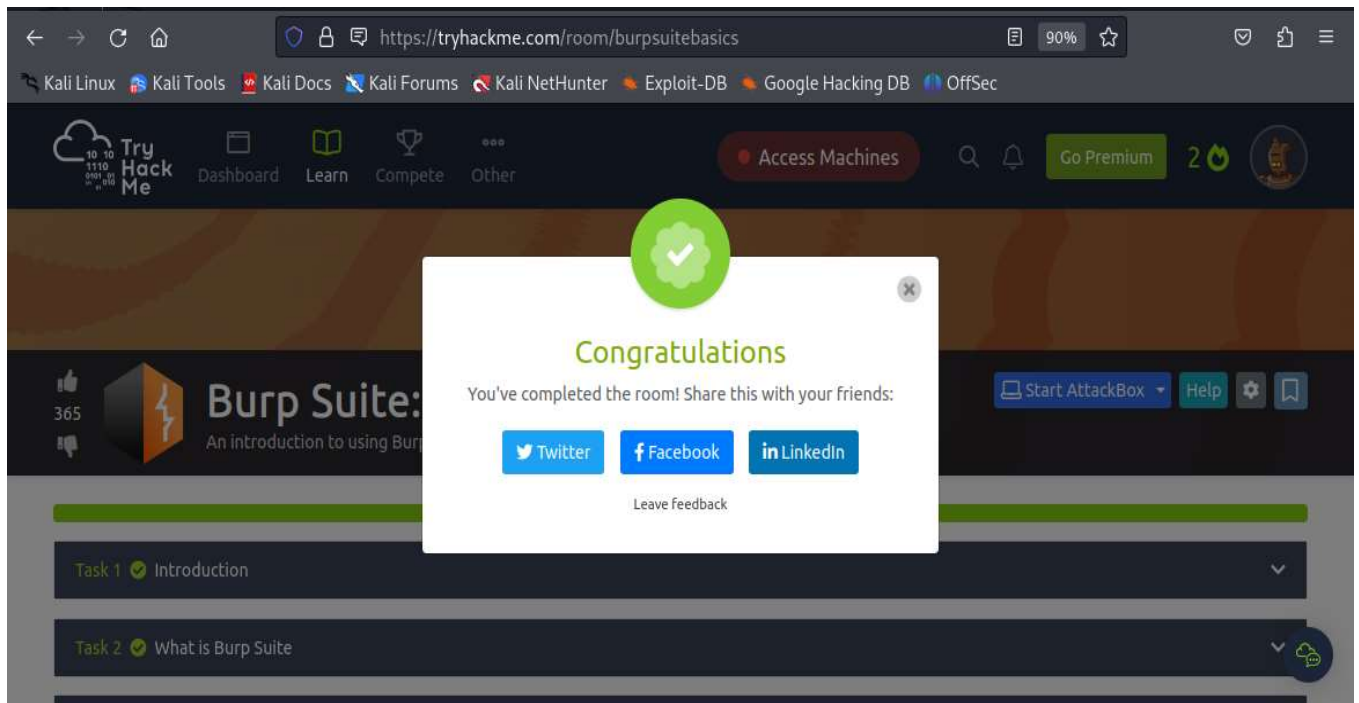 https://tryhackme.com/room/burpsuitebasics
90%
Kali Linux Kali Tools Kali Docs Kali Forums Kali NetHunter Exploit-DB Google Hacking DB OffSec
Try
Hack
Me
Dashboard Learn Compete Other
Access Machines
Go Premium
2
Congratulations
You've completed the room! Share this with your friends:
Twitter Facebook LinkedIn
Leave feedback
365
Burp Suite:
An introduction to using Burp
Start AttackBox Help
Task 1 Introduction
Task 2 What is Burp Suite